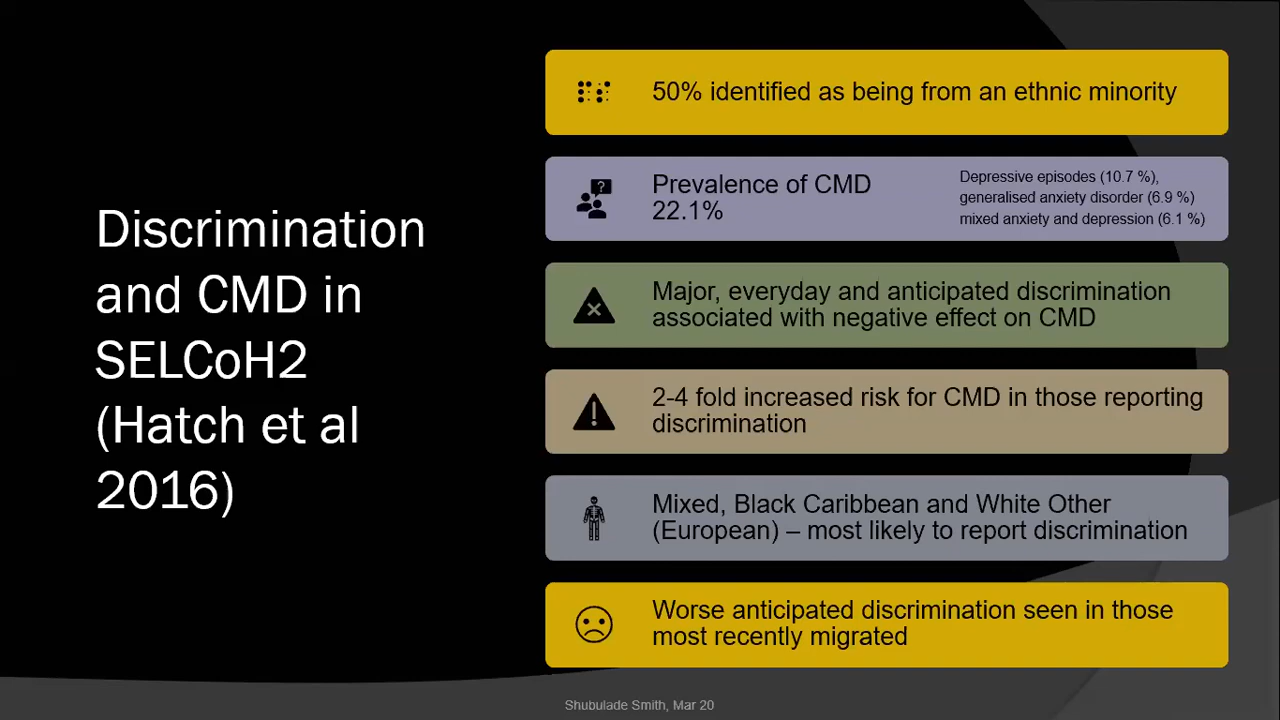 Discrimination
and CMD in
SELCoH2
(Hatch et al
2016)
50% identified as being from an ethnic minority
?
Prevalence of CMD
22.1%
Depressive episodes (10.7 %),
generalised anxiety disorder (6.9 %)
mixed anxiety and depression (6.1 %)
Major, everyday and anticipated discrimination
associated with negative effect on CMD
2-4 fold increased risk for CMD in those reporting
discrimination
Mixed, Black Caribbean and White Other
(European) – most likely to report discrimination
Worse anticipated discrimination seen in those
most recently migrated
Shubulade Smith, Mar 20